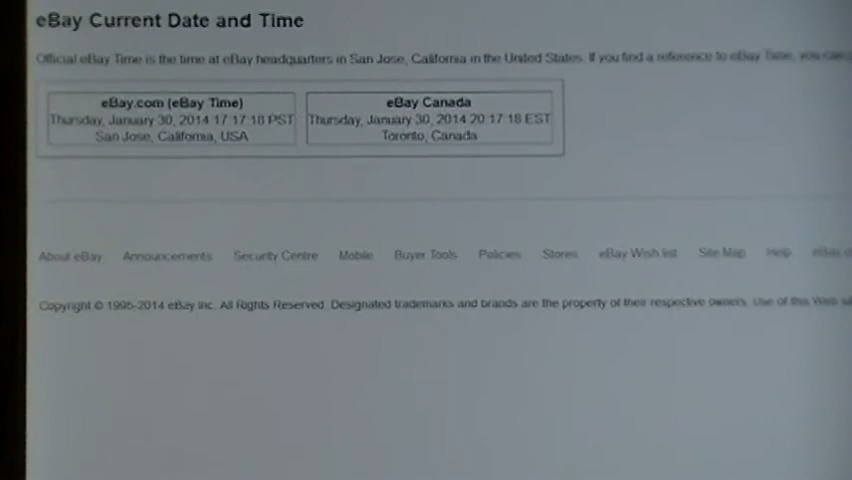 eBay Current Date and Time
Official eBay Time is the time at eBay headquarters in San Jose, California in the United States. If you find a reference to eBay Time, you can
eBay.com (eBay Time)
Thursday, January 30, 2014 17:17:18 PST
San Jose, California, USA
eBay Canada
Thursday, January 30, 2014 20:17:18 EST
Toronto, Canada
About eBay Announcements Security Centre Mobile Buyer Tools Policies Stores eBay Wish list Site Map Help eBay
Copyright © 1995-2014 eBay Inc. All Rights Reserved. Designated trademarks and brands are the property of their respective owners. Use of this Web